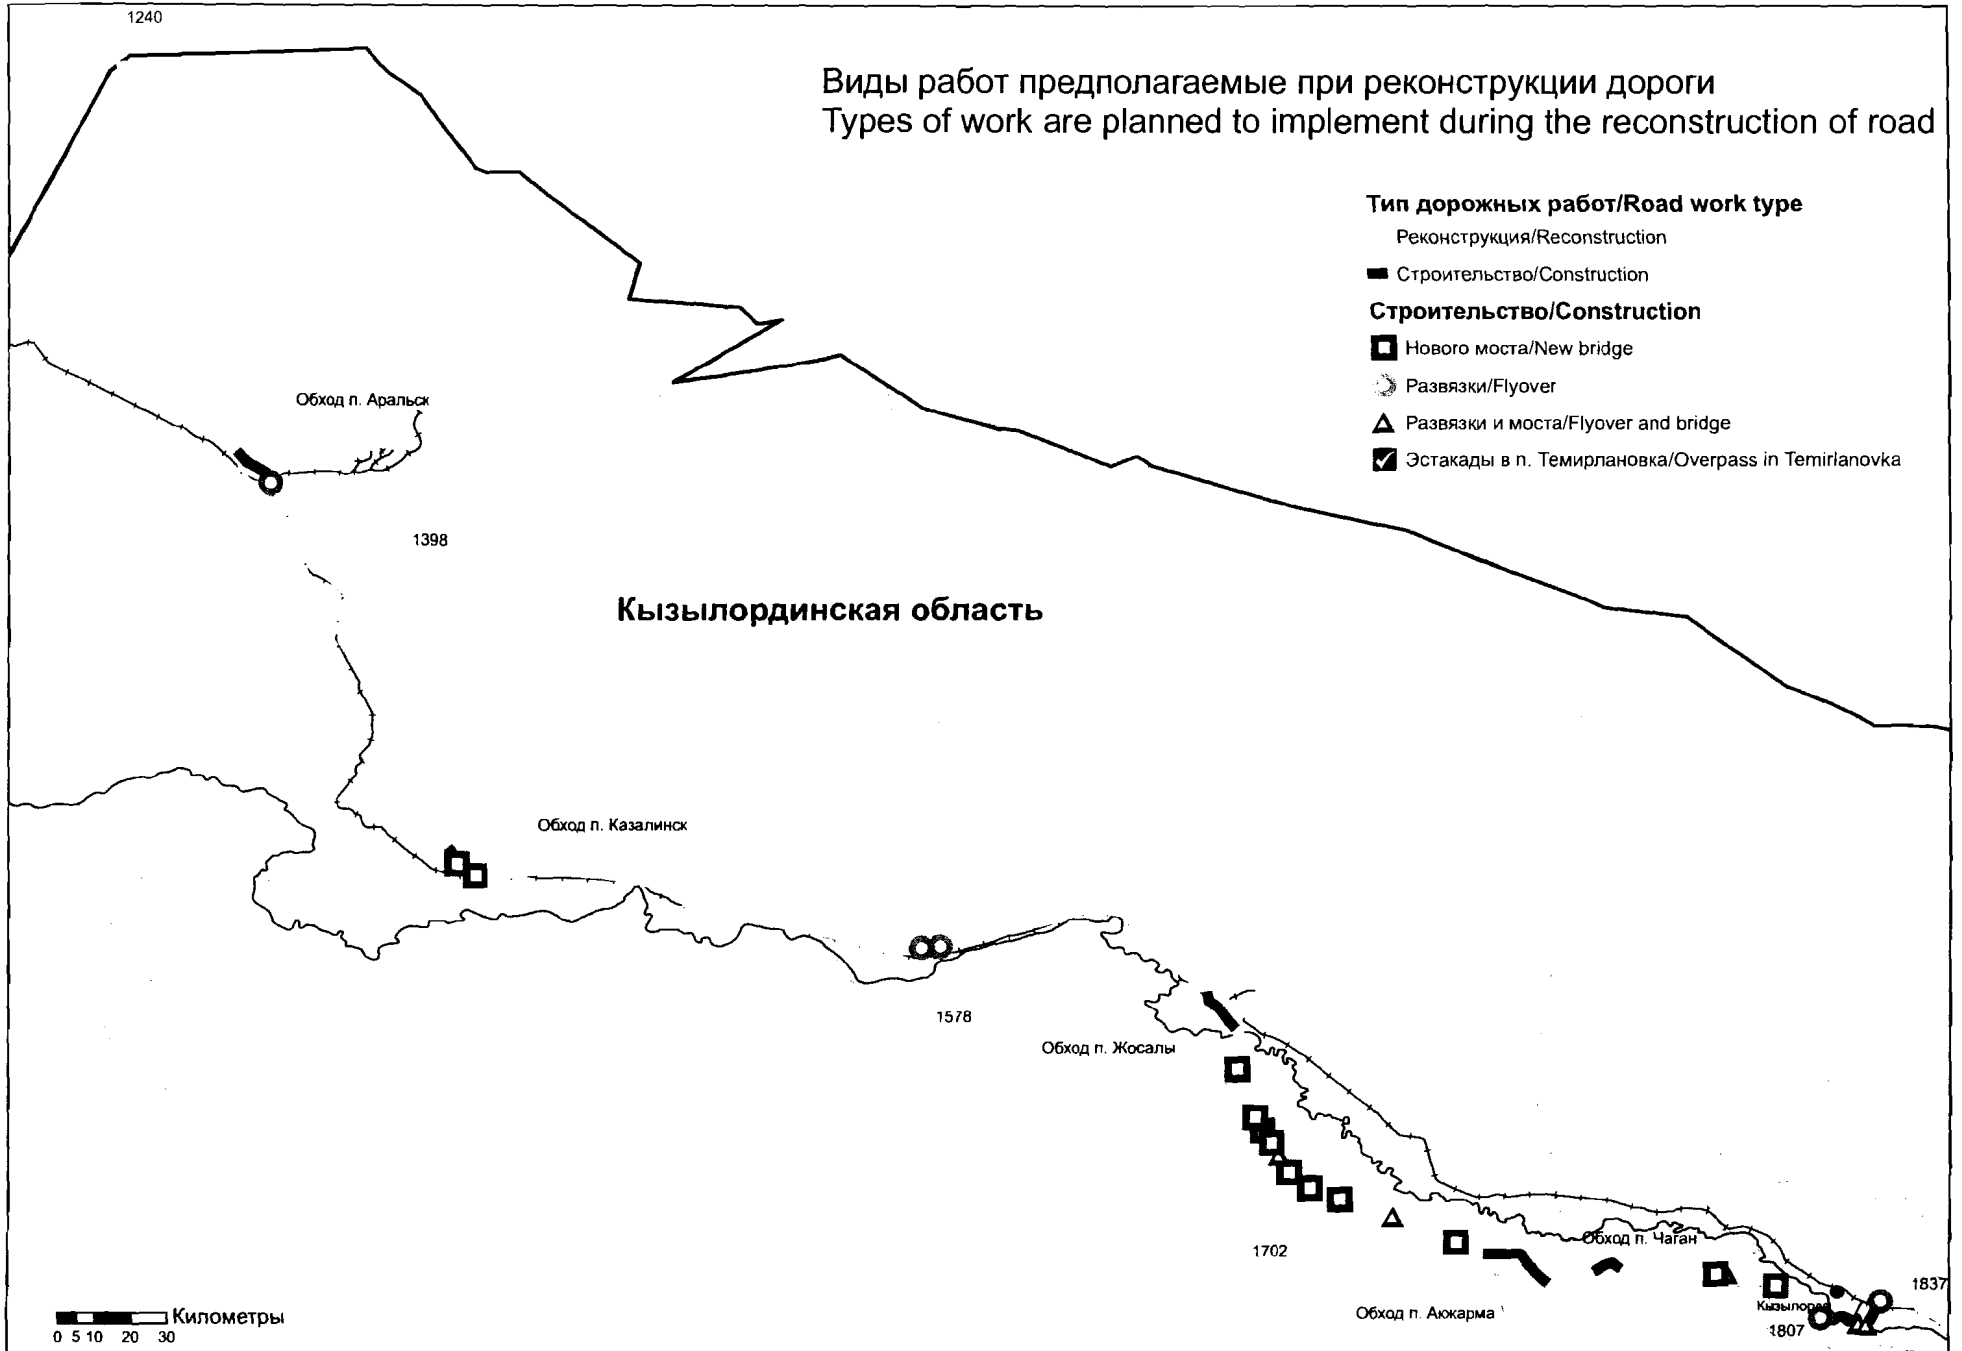 1240
Виды работ предполагаемые при реконструкции дороги
Types of work are planned to implement during the reconstruction of road
Тип дорожных работ/Road work type
Реконструкция/Reconstruction
Строительство/Construction
Строительство/Construction
Нового моста/New bridge
Развязки/Flyover
Развязки и моста/Flyover and bridge
Эстакады в п. Темирлановка/Overpass in Temirlanovka
Обход п. Аральск
1398
Кызылординская область
Обход п. Казалинск
1578
Обход п. Жосалы
Обход п. Чаган
1702
1837
Обход п. Акжарма
Кызылорда
1807
Километры
0 5 10 20 30